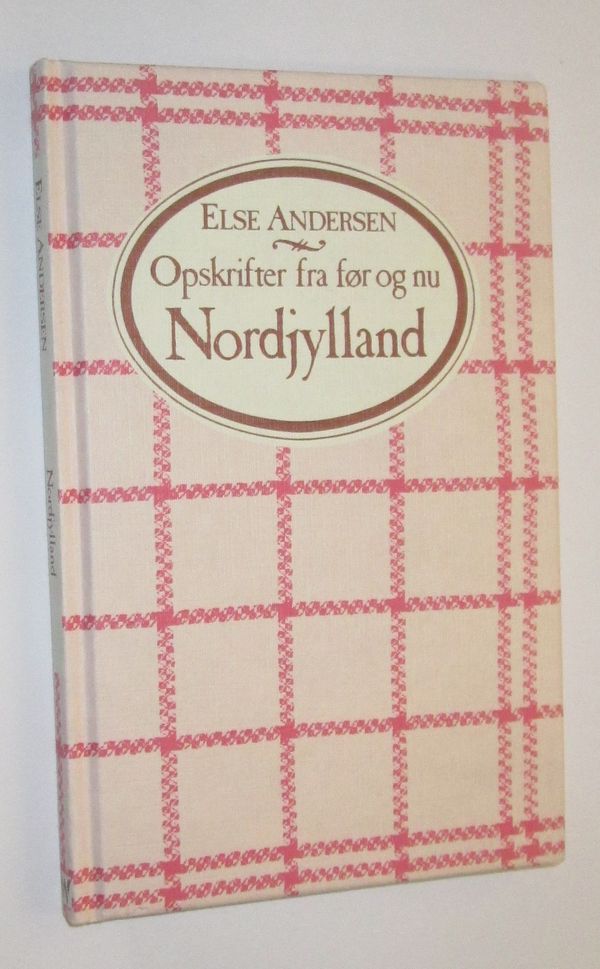 ELSE ANDERSEN
Opskrifter fra før og nu
Nordjylland
ELSE ANDERSEN
Nordjylland